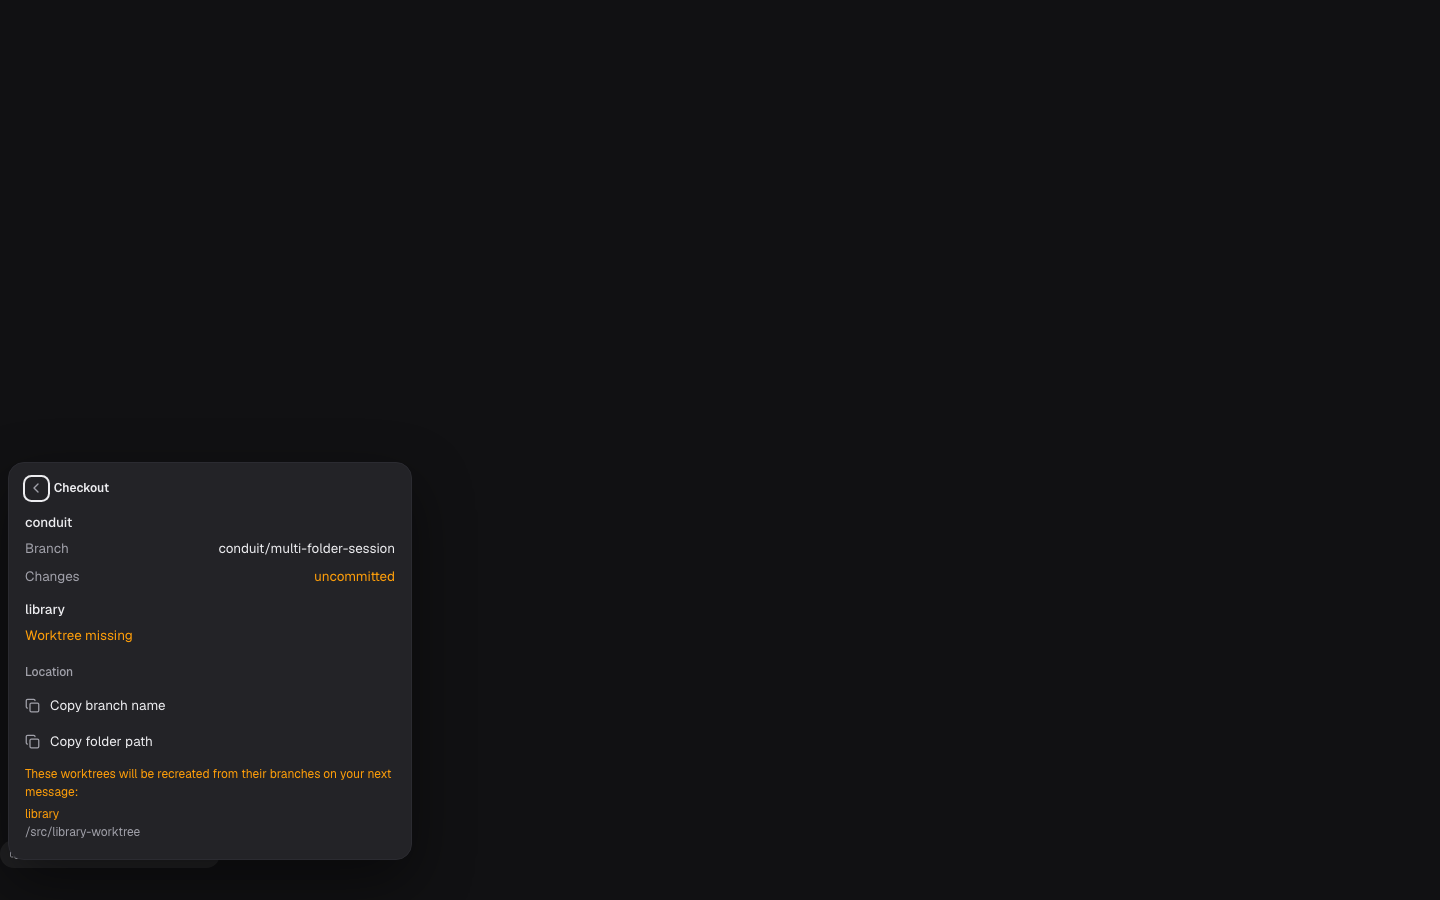 Checkout
conduit
Branch conduit/multi-folder-session
Changes uncommitted
library
Worktree missing
Location
Copy branch name
Copy folder path
These worktrees will be recreated from their branches on your next
message:
library
/src/library-worktree